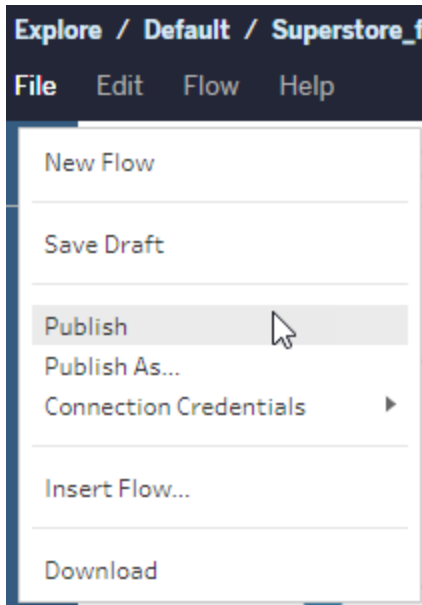 Explore / Default / Superstore_f
File Edit Flow Help
New Flow
Save Draft
Publish
Publish As...
Connection Credentials
Insert Flow...
Download